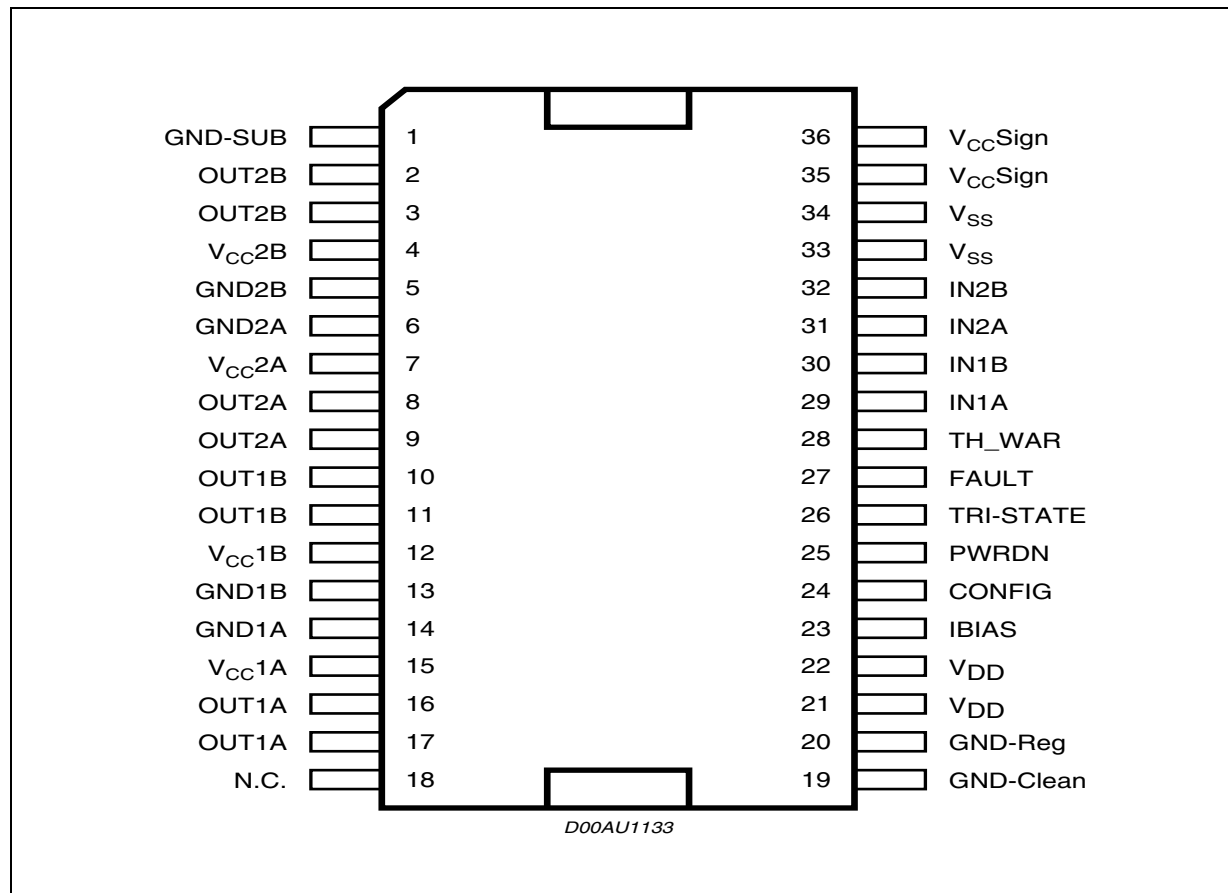 GND-SUB 1 36 VCCSign
OUT2B 2 35 VCCSign
OUT2B 3 34 VSS
VCC2B 4 33 VSS
GND2B 5 32 IN2B
GND2A 6 31 IN2A
VCC2A 7 30 IN1B
OUT2A 8 29 IN1A
OUT2A 9 28 TH_WAR
OUT1B 10 27 FAULT
OUT1B 11 26 TRI-STATE
VCC1B 12 25 PWRDN
GND1B 13 24 CONFIG
GND1A 14 23 IBIAS
VCC1A 15 22 VDD
OUT1A 16 21 VDD
OUT1A 17 20 GND-Reg
N.C. 18 19 GND-Clean
D00AU1133